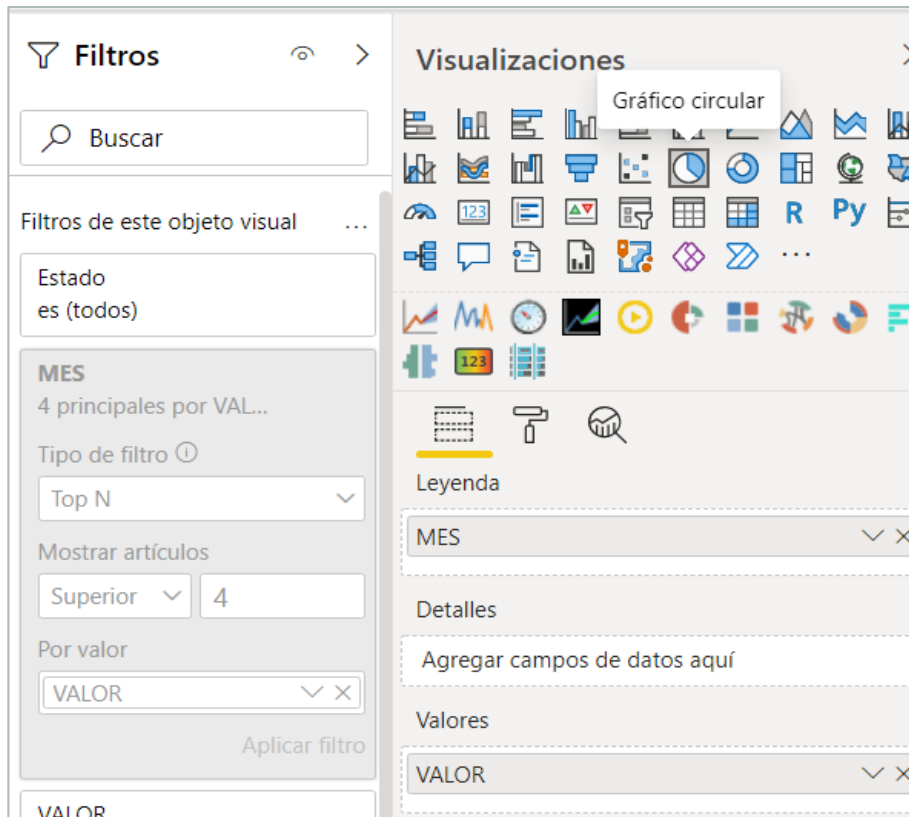 Filtros
Buscar
Filtros de este objeto visual
...
Estado
es (todos)
MES
4 principales por VAL...
Tipo de filtro
Top N
Mostrar artículos
Superior
4
Por valor
VALOR
Aplicar filtro
VALOR
Visualizaciones
Gráfico circular
123
R
Py
...
123
Leyenda
MES
Detalles
Agregar campos de datos aquí
Valores
VALOR